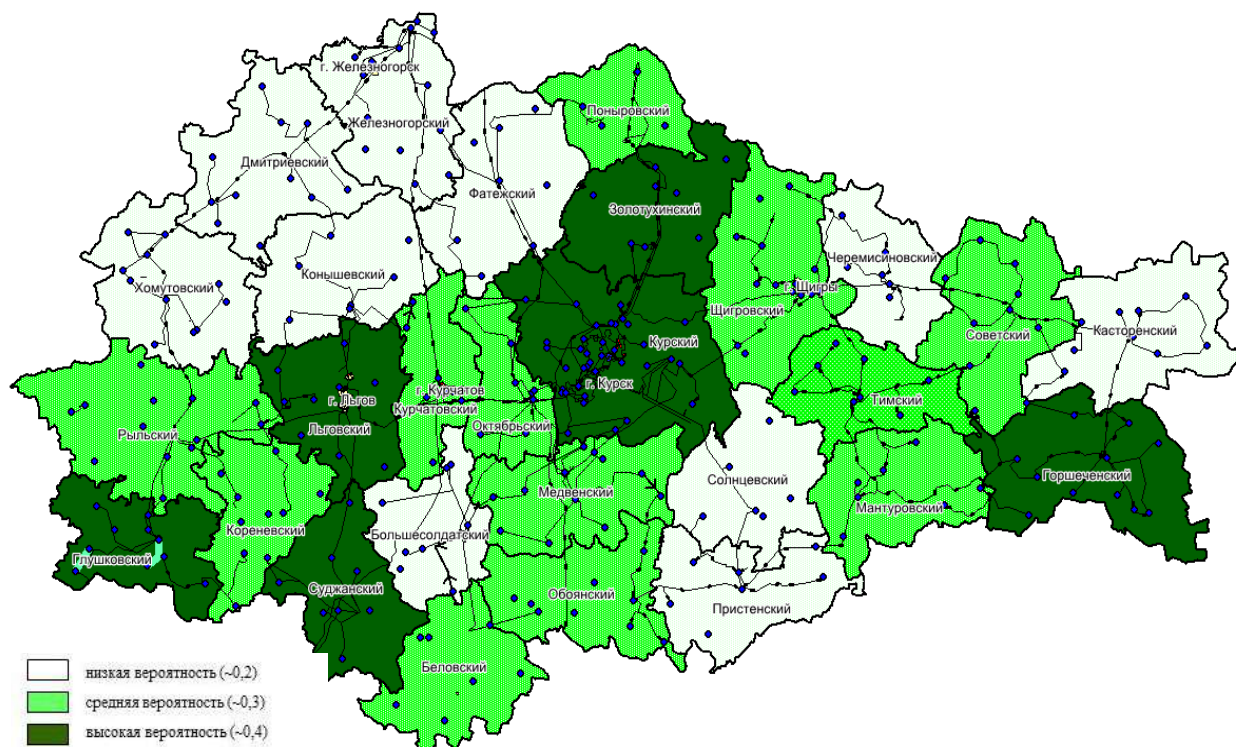 г. Железногорск
Поныровский
Железногорский
Дмитриевский
Фатежский
Золотухинский
Черемисиновский
Конышевский
Хомутовский
г. Щигры
Щигровский
Касторенский
Советский
Курский
г. Курск
г. Курчатов
г. Льгов
Курчатовский
Тимский
Октябрьский
Льговский
Рыльский
Горшеченский
Солнцевский
Медвенский
Мантуровский
Кореневский
Большесолдатский
Глушковский
Суджанский
Обоянский
Пристенский
Беловский
низкая вероятность (~0,2)
средняя вероятность (~0,3)
высокая вероятность (~0,4)